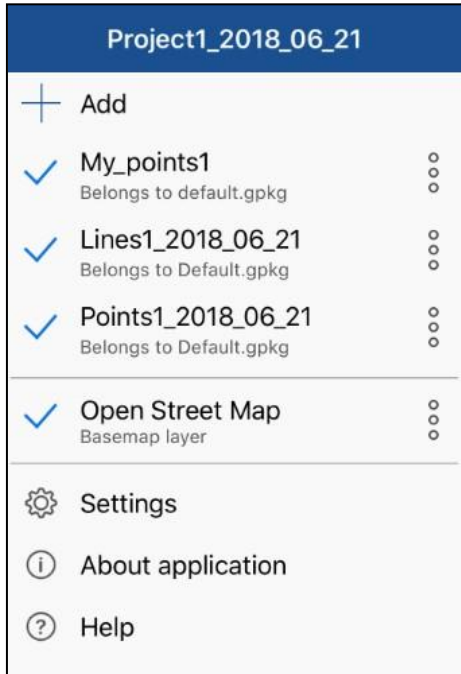 Project1_2018_06_21
Add
My_points1
Belongs to default.gpkg
Lines1_2018_06_21
Belongs to Default.gpkg
Points1_2018_06_21
Belongs to Default.gpkg
Open Street Map
Basemap layer
Settings
About application
Help